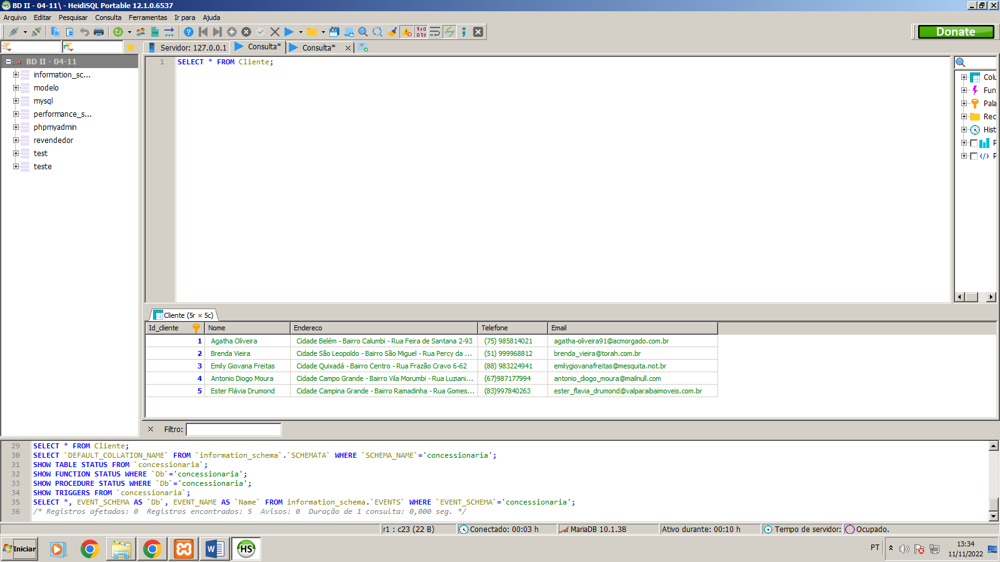 BD II - 04-11\ - HeidiSQL Portable 12.1.0.6537
Arquivo Editar Pesquisar Consulta Ferramentas Ir para Ajuda
Donate
Servidor: 127.0.0.1 Consulta* Consulta*
BD II - 04-11
information_sc...
modelo
mysql
performance_s...
phpmyadmin
revendedor
test
teste
1 SELECT * FROM Cliente;
Colu
Fun
Pala
Rec
Hist
P
P
Cliente (5r × 5c)
Id_cliente Nome Endereco Telefone Email
1 Agatha Oliveira Cidade Belém - Bairro Calumbi - Rua Feira de Santana 2-93 (75) 985814021 agatha-oliveira91@acmorgado.com.br
2 Brenda Vieira Cidade São Leopoldo - Bairro São Miguel - Rua Percy da ... (51) 999968812 brenda_vieira@torah.com.br
3 Emily Giovana Freitas Cidade Quixadá - Bairro Centro - Rua Frazão Cravo 6-62 (88) 983224941 emilygiovanafreitas@mesquita.not.br
4 Antonio Diogo Moura Cidade Campo Grande - Bairro Vila Morumbi - Rua Luziani... (67)987177994 antonio_diogo_moura@mailnull.com
5 Ester Flávia Drumond Cidade Campina Grande - Bairro Ramadinha - Rua Gomes... (83)997840263 ester_flavia_drumond@valparaibaimoveis.com.br
Filtro:
29 SELECT * FROM Cliente;
30 SELECT `DEFAULT_COLLATION_NAME` FROM `information_schema`.`SCHEMATA` WHERE `SCHEMA_NAME`='concessionaria';
31 SHOW TABLE STATUS FROM `concessionaria`;
32 SHOW FUNCTION STATUS WHERE `Db`='concessionaria';
33 SHOW PROCEDURE STATUS WHERE `Db`='concessionaria';
34 SHOW TRIGGERS FROM `concessionaria`;
35 SELECT *, EVENT_SCHEMA AS `Db`, EVENT_NAME AS `Name` FROM information_schema.`EVENTS` WHERE `EVENT_SCHEMA`='concessionaria';
36 /* Registros afetados: 0 Registros encontrados: 5 Avisos: 0 Duração de 1 consulta: 0,000 seg. */
r1 : c23 (22 B) Conectado: 00:03 h MariaDB 10.1.38 Ativo durante: 00:10 h Tempo de servidor: Ocupado.
Iniciar HS PT 13:34
11/11/2022